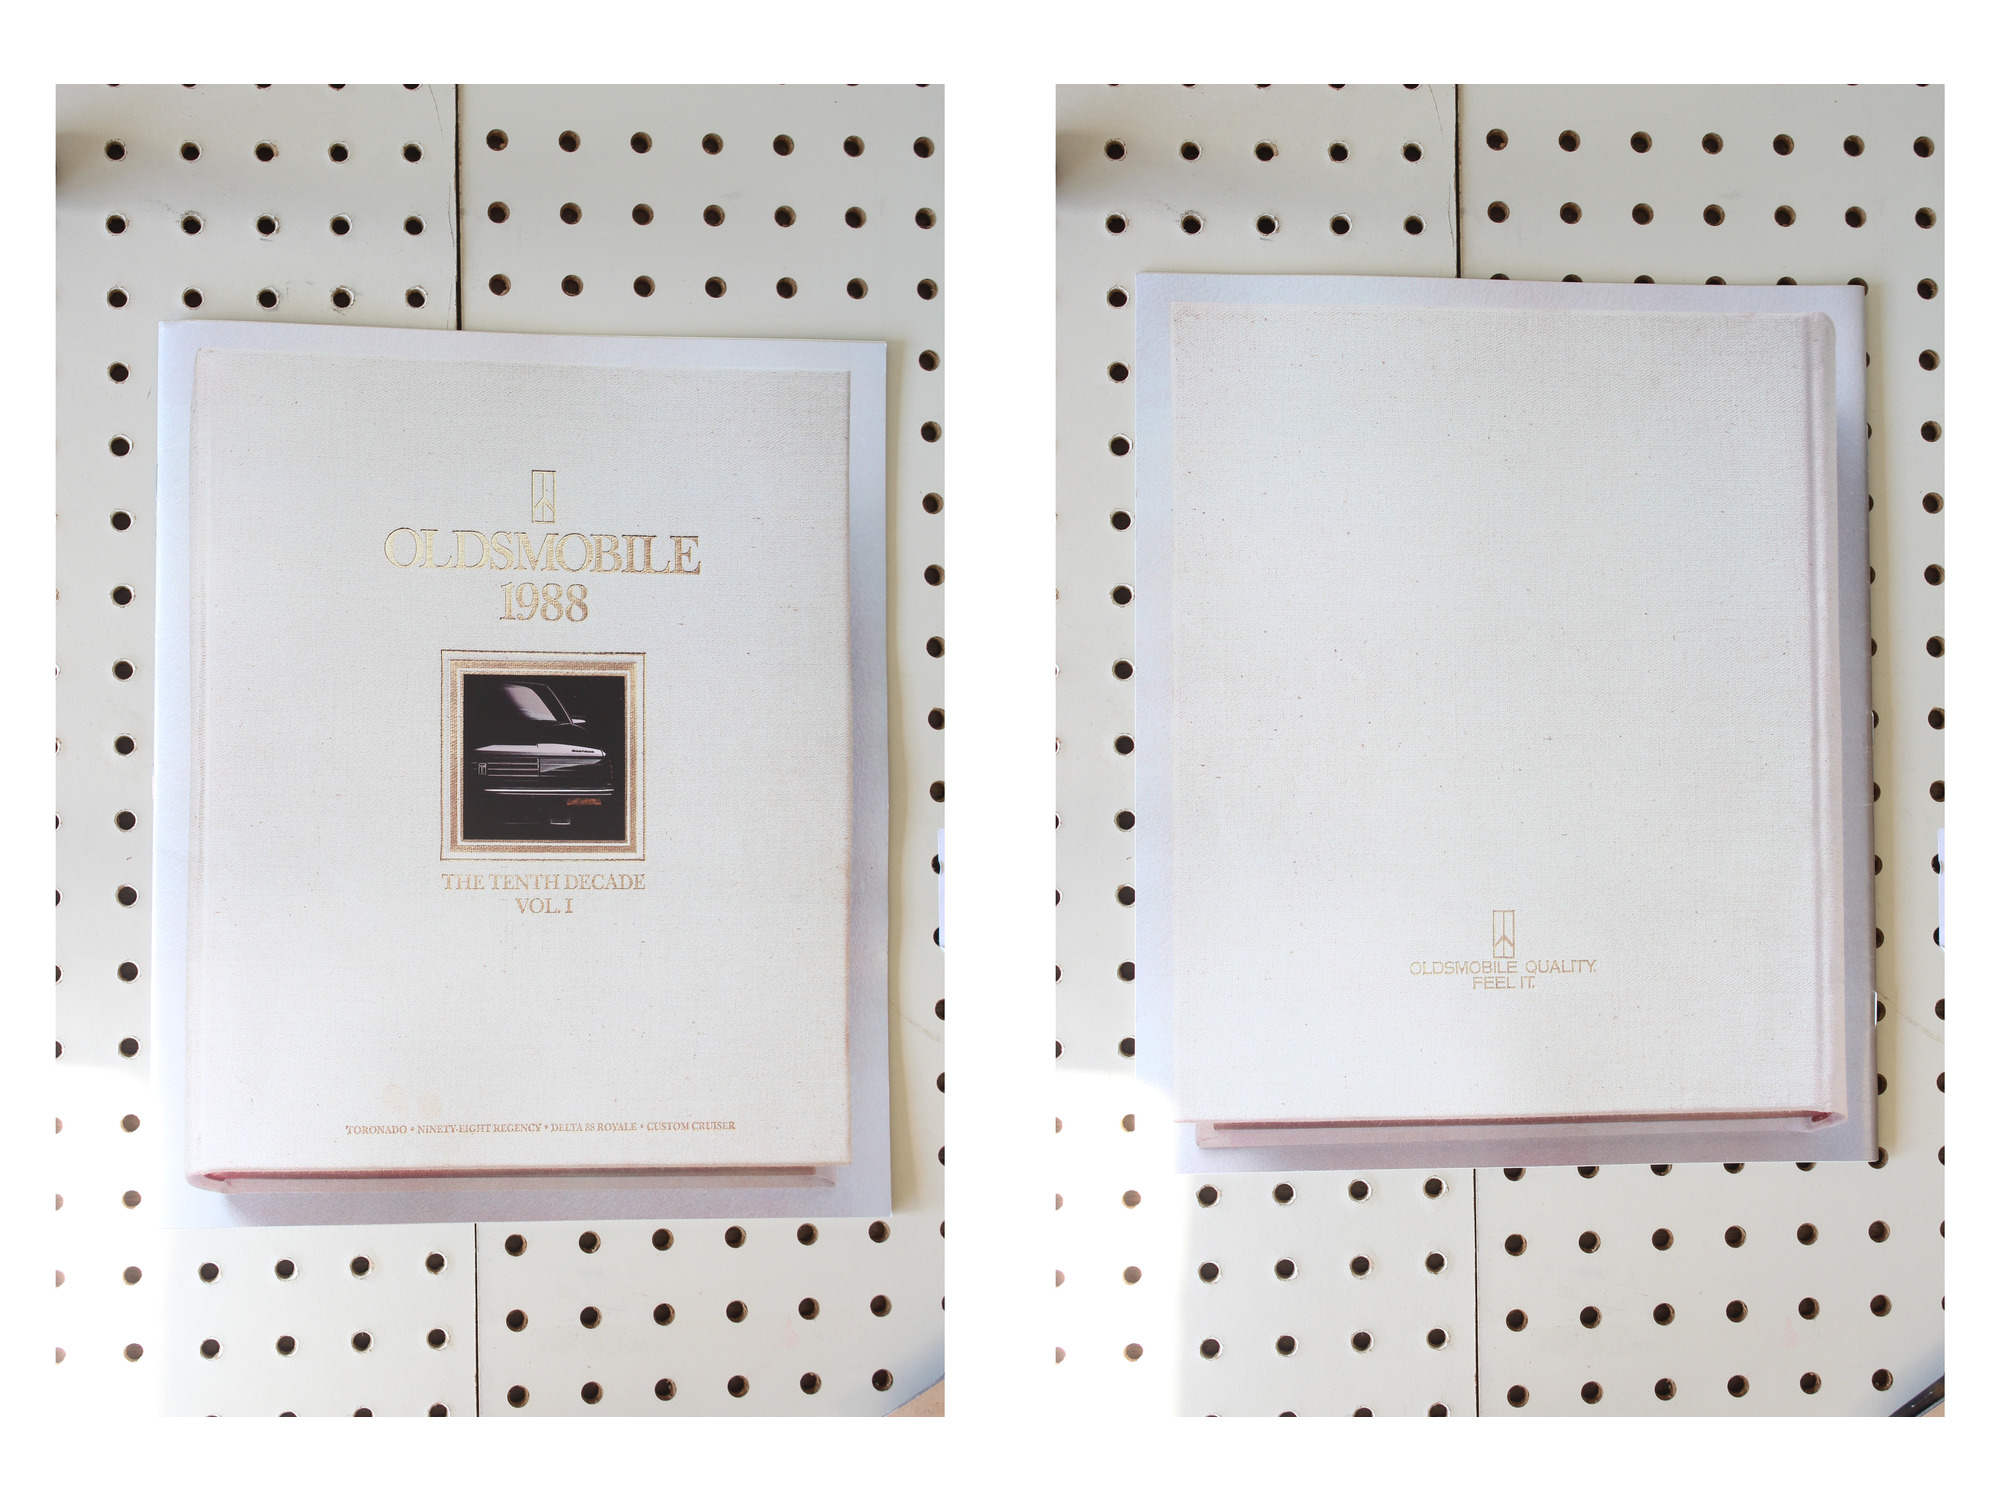 OLDSMOBILE
1988
THE TENTH DECADE
VOL. I
TORONADO • NINETY-EIGHT REGENCY • DELTA 88 ROYALE • CUSTOM CRUISER
OLDSMOBILE QUALITY.
FEEL IT.